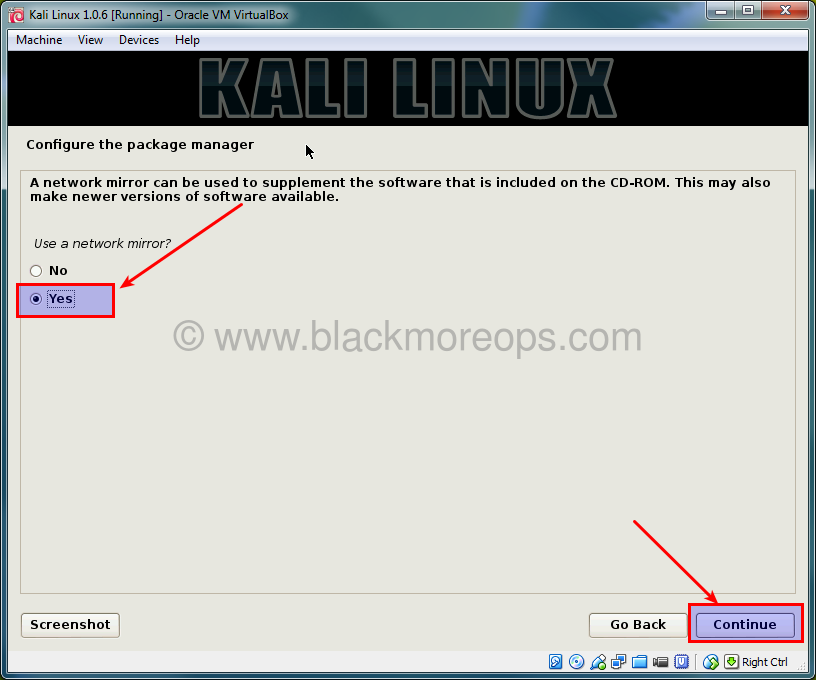 Kali Linux 1.0.6 [Running] - Oracle VM VirtualBox
Machine View Devices Help
KALI LINUX
Configure the package manager
A network mirror can be used to supplement the software that is included on the CD-ROM. This may also
make newer versions of software available.
Use a network mirror?
No
Yes
© www.blackmoreops.com
Screenshot Go Back Continue
Right Ctrl